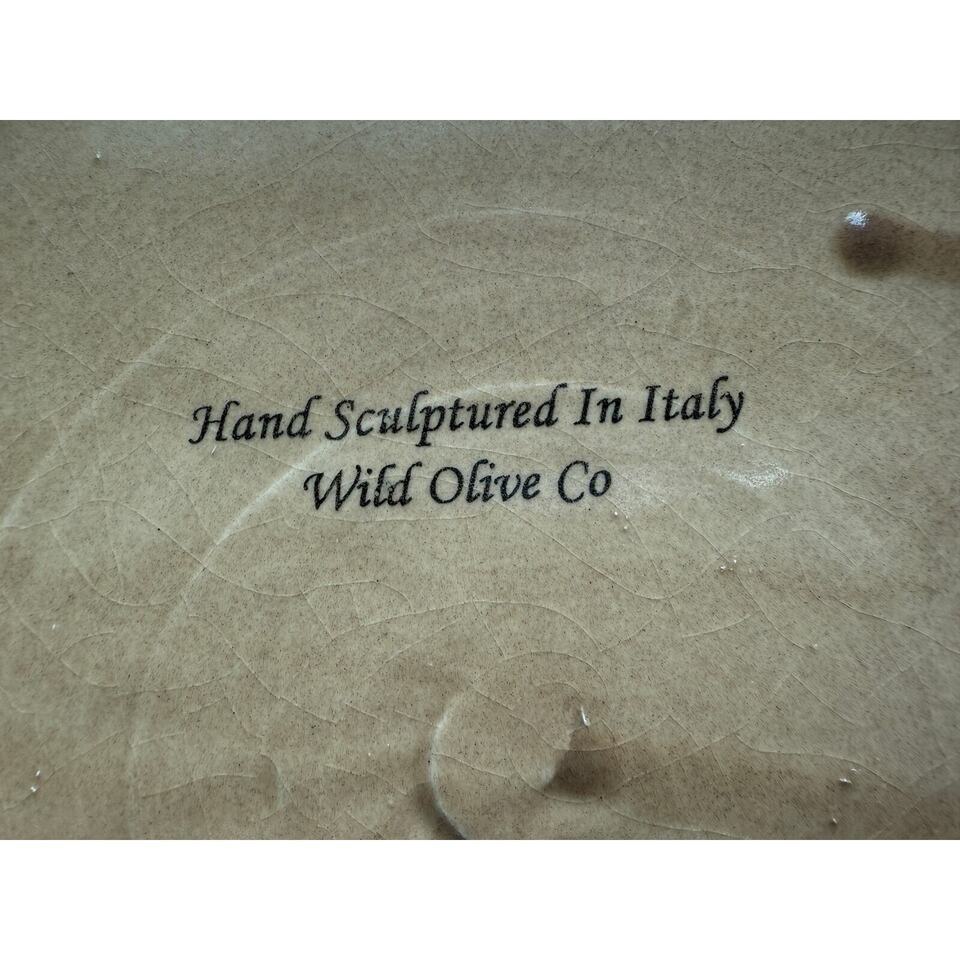 Hand Sculptured In Italy
Wild Olive Co